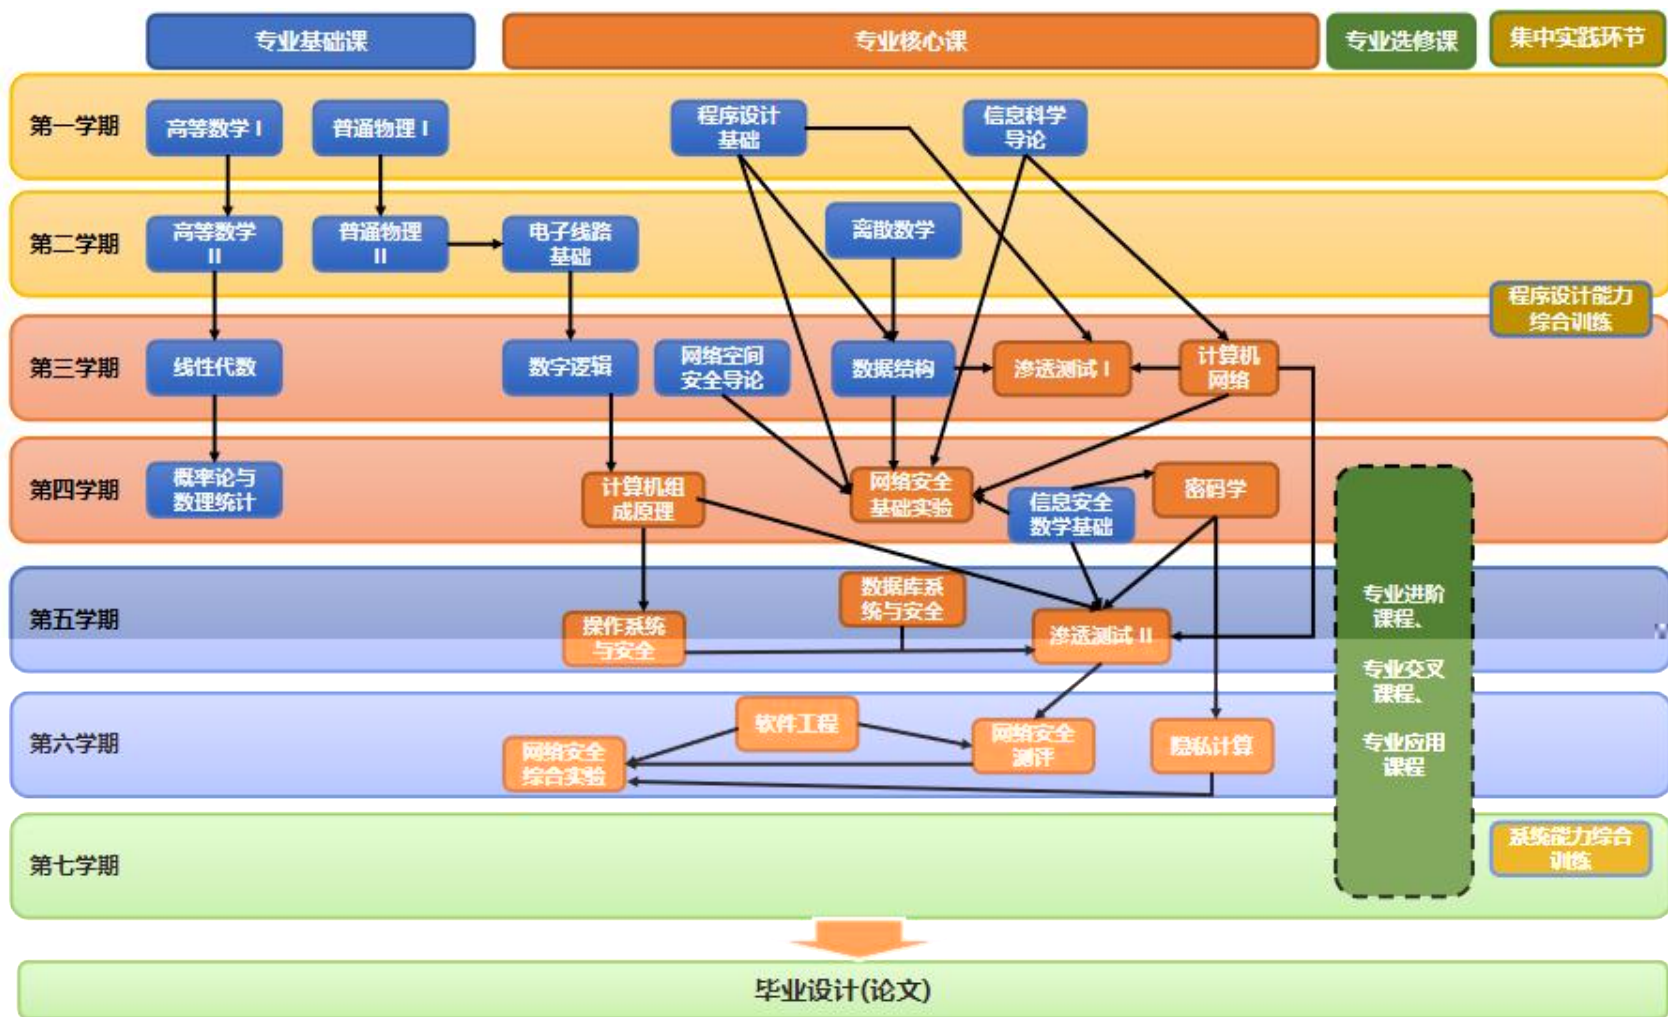 专业基础课
专业核心课
专业选修课
集中实践环节
第一学期
高等数学 I
普通物理 I
程序设计
基础
信息科学
导论
第二学期
高等数学
II
普通物理
II
电子线路
基础
离散数学
程序设计能力
综合训练
第三学期
线性代数
数字逻辑
网络空间
安全导论
数据结构
渗透测试 I
计算机
网络
第四学期
概率论与
数理统计
计算机组
成原理
网络安全
基础实验
信息安全
数学基础
密码学
第五学期
操作系统
与安全
数据库系
统与安全
渗透测试 II
专业进阶
课程、
专业交叉
课程、
专业应用
课程
第六学期
网络安全
综合实验
软件工程
网络安全
测评
隐私计算
第七学期
系统能力综合
训练
毕业设计(论文)